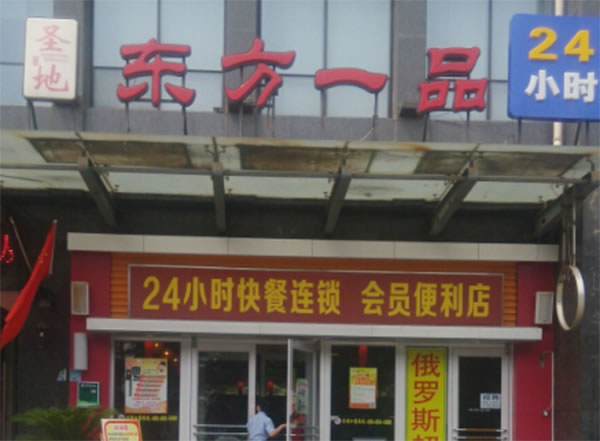 圣地
东方一品
24
小时
24小时快餐连锁 会员便利店
俄罗斯